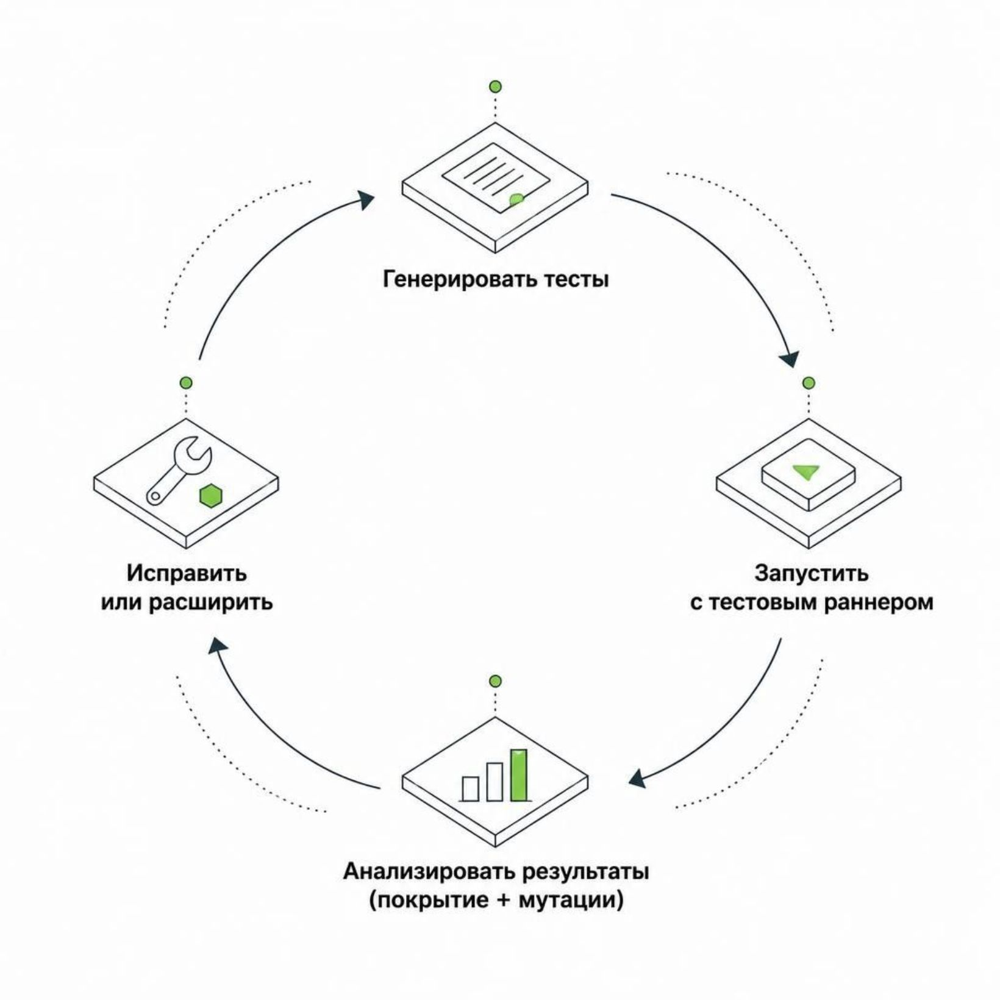 Генерировать тесты
Запустить
с тестовым раннером
Анализировать результаты
(покрытие + мутации)
Исправить
или расширить